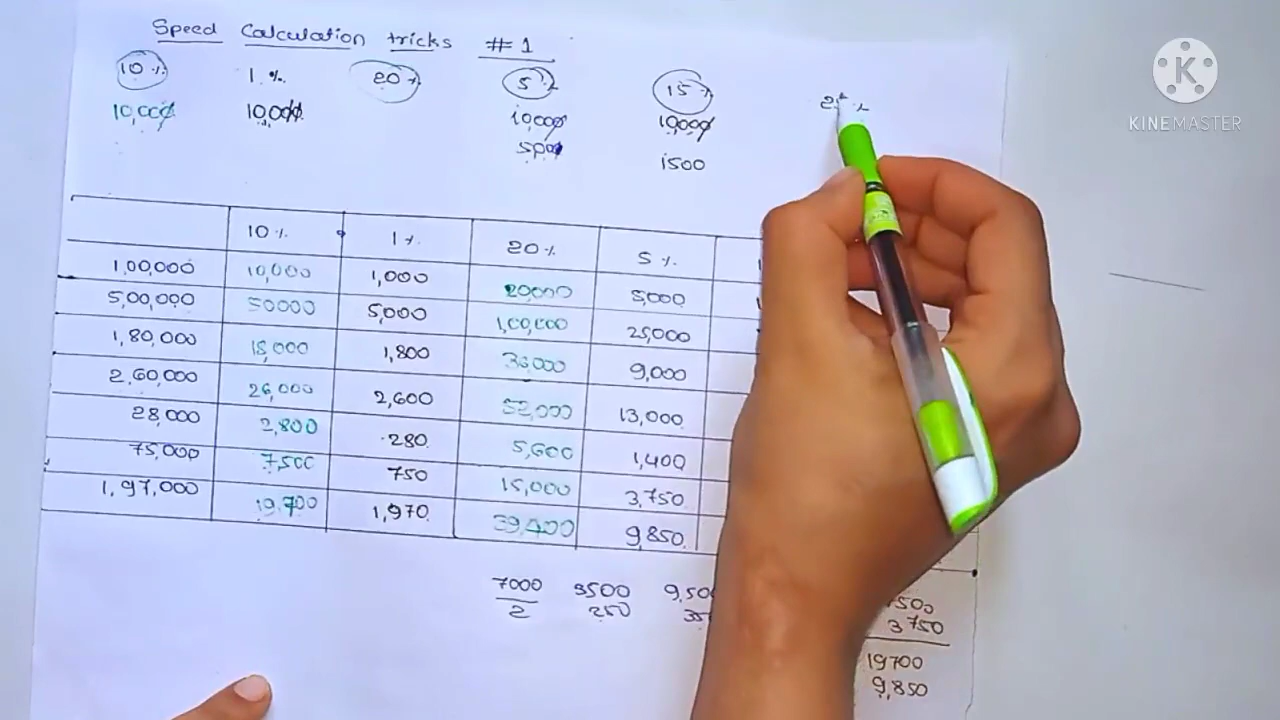 Speed Calculation tricks #1
10% 1% 20% 5% 15%
10,000 10,000 10,000 10,000
500 1500
KINEMASTER
10% 1% 20% 5%
1,00,000 10,000 1,000 20,000 5,000
5,00,000 50000 5,000 1,00,000 25,000
1,80,000 18,000 1,800 36,000 9,000
2,60,000 26,000 2,600 52,000 13,000
28,000 2,800 280 5,600 1,400
75,000 7,500 750 15,000 3,750
1,97,000 19,700 1,970 39,400 9,850
7000 3500
2 250
3750
19700
9,850